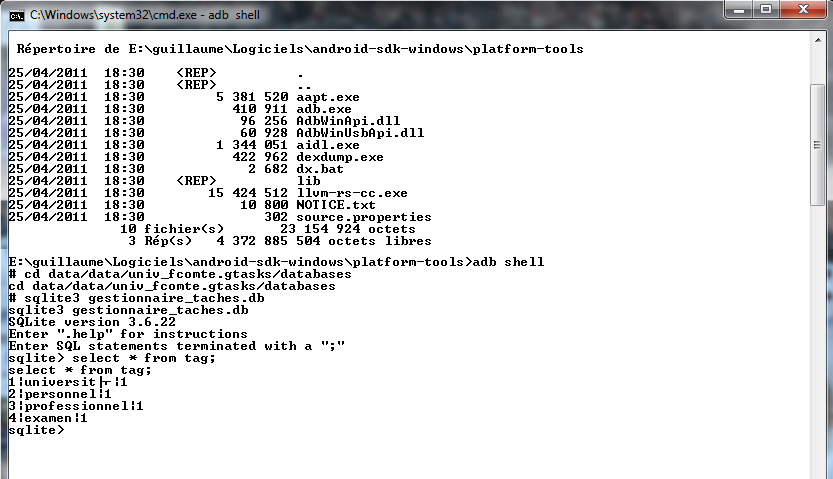 C:\Windows\system32\cmd.exe - adb shell
Répertoire de E:\guillaume\Logiciels\android-sdk-windows\platform-tools
25/04/2011  18:30    <REP>          .
25/04/2011  18:30    <REP>          ..
25/04/2011  18:30         5 381 520 aapt.exe
25/04/2011  18:30           410 911 adb.exe
25/04/2011  18:30            96 256 AdbWinApi.dll
25/04/2011  18:30            60 928 AdbWinUsbApi.dll
25/04/2011  18:30         1 344 051 aidl.exe
25/04/2011  18:30           422 962 dexdump.exe
25/04/2011  18:30             2 682 dx.bat
25/04/2011  18:30    <REP>          lib
25/04/2011  18:30        15 424 512 llvm-rs-cc.exe
25/04/2011  18:30            10 800 NOTICE.txt
25/04/2011  18:30               302 source.properties
10 fichier(s)       23 154 924 octets
3 Rép(s)   4 372 885 504 octets libres
E:\guillaume\Logiciels\android-sdk-windows\platform-tools>adb shell
# cd data/data/univ_fcomte.gtasks/databases
cd data/data/univ_fcomte.gtasks/databases
# sqlite3 gestionnaire_taches.db
sqlite3 gestionnaire_taches.db
SQLite version 3.6.22
Enter ".help" for instructions
Enter SQL statements terminated with a ";"
sqlite> select * from tag;
select * from tag;
1|universit├⌐|1
2|personnel|1
3|professionnel|1
4|examen|1
sqlite>